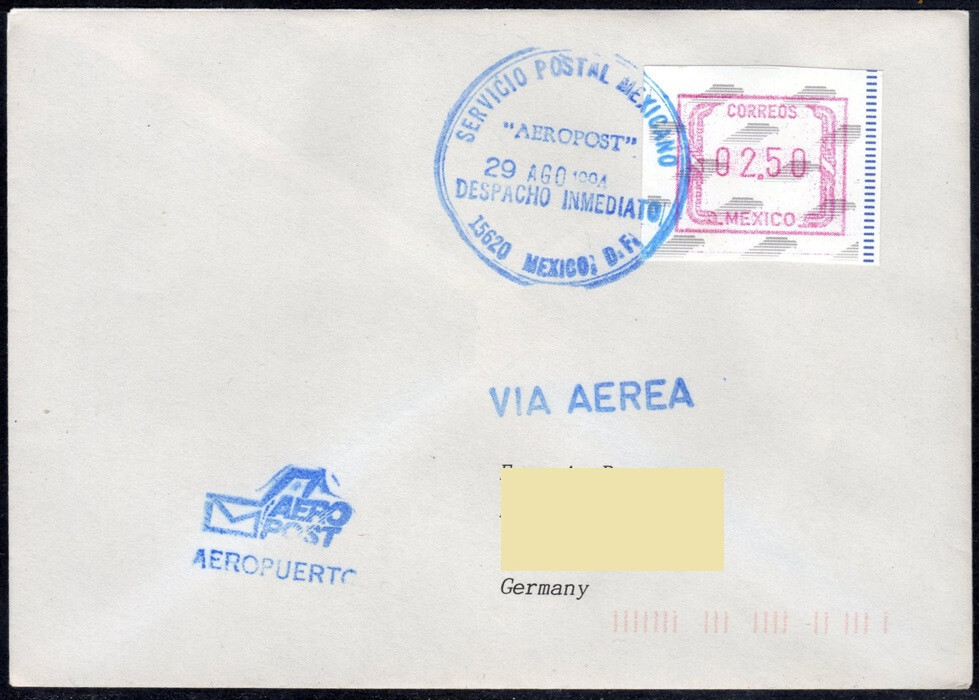 SERVICIO POSTAL MEXICANO
"AEROPOST"
29 AGO 1994
DESPACHO INMEDIATO
15620 MEXICO, D.F.
CORREOS
02.50
MEXICO
VIA AEREA
AERO
POST
AEROPUERTO
Germany